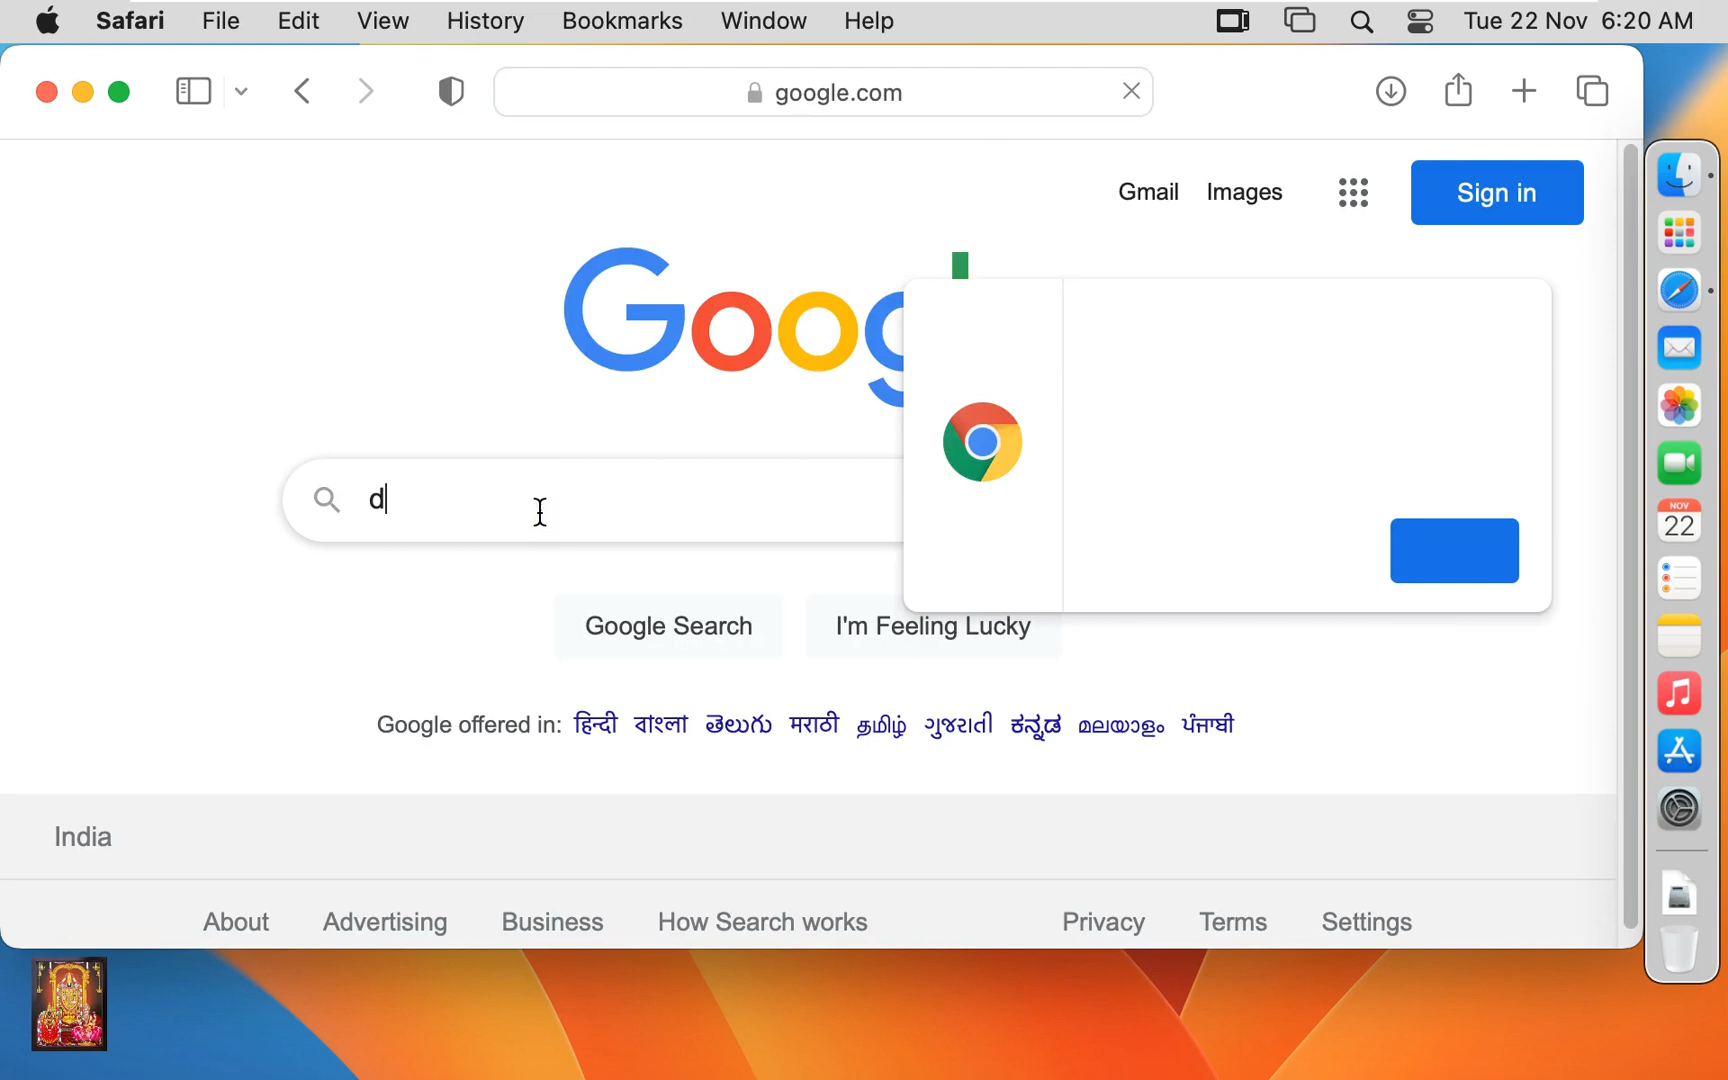 Safari File Edit View History Bookmarks Window Help Tue 22 Nov 6:20 AM
google.com
Gmail Images Sign in
Goog
d
Google Search I'm Feeling Lucky
Google offered in: हिन्दी বাংলা తెలుగు मराठी தமிழ் ગુજરાતી ಕನ್ನಡ മലയാളം ਪੰਜਾਬੀ
NOV
22
India
About Advertising Business How Search works Privacy Terms Settings